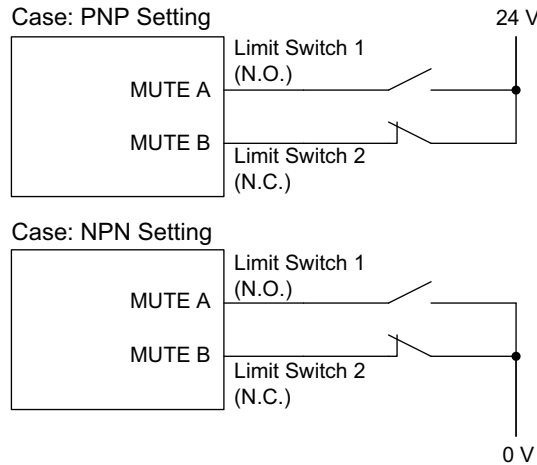 Case: PNP Setting
24 V
Limit Switch 1
(N.O.)
MUTE A
MUTE B
Limit Switch 2
(N.C.)
Case: NPN Setting
Limit Switch 1
(N.O.)
MUTE A
MUTE B
Limit Switch 2
(N.C.)
0 V